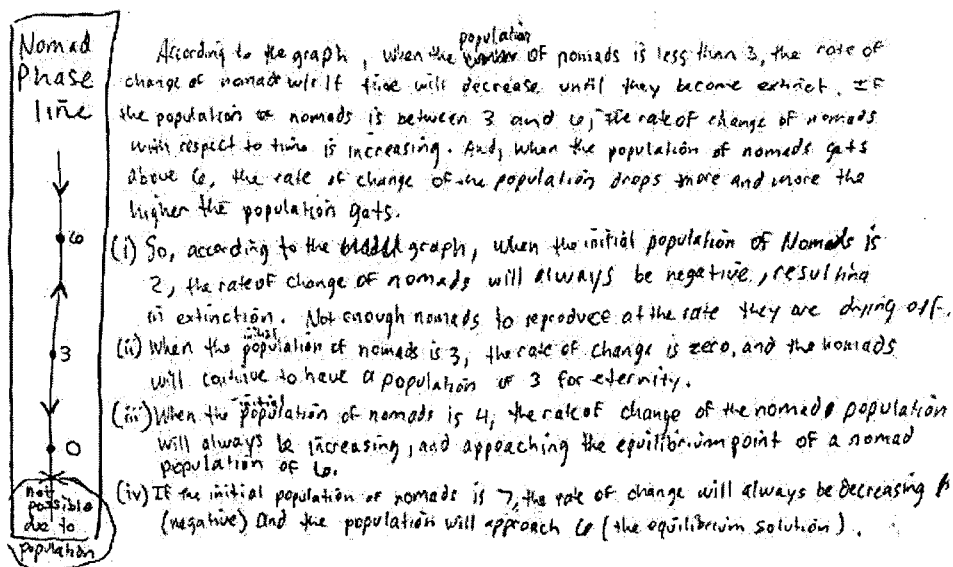 Nomad
Phase
line
6
3
0
not
possible
due to
population
According to the graph, when the population of nomads is less than 3, the rate of
change of nomads w/r/t time will decrease until they become extinct. If
the population of nomads is between 3 and 6, the rate of change of nomads
with respect to time is increasing. And, when the population of nomads gets
above 6, the rate of change of the population drops more and more the
higher the population gets.
(i) So, according to the graph, when the initial population of Nomads is
2, the rate of change of nomads will always be negative, resulting
in extinction. Not enough nomads to reproduce at the rate they are dying off.
(ii) When the initial population of nomads is 3, the rate of change is zero, and the nomads
will continue to have a population of 3 for eternity.
(iii) When the initial population of nomads is 4, the rate of change of the nomads population
will always be increasing, and approaching the equilibrium point of a nomad
population of 6.
(iv) If the initial population of nomads is 7, the rate of change will always be decreasing
(negative) and the population will approach 6 (the equilibrium solution).